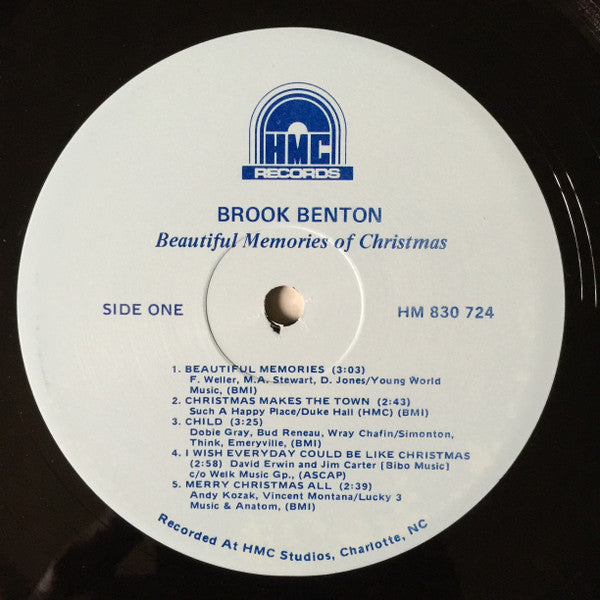 HMC
RECORDS
BROOK BENTON
Beautiful Memories of Christmas
SIDE ONE
HM 830 724
1. BEAUTIFUL MEMORIES (3:03)
F. Weller, M.A. Stewart, D. Jones/Young World
Music, (BMI)
2. CHRISTMAS MAKES THE TOWN (2:43)
Such A Happy Place/Duke Hall (HMC) (BMI)
3. CHILD (3:25)
Dobie Gray, Bud Reneau, Wray Chafin/Simonton,
Think, Emeryville, (BMI)
4. I WISH EVERYDAY COULD BE LIKE CHRISTMAS
(2:58) David Erwin and Jim Carter [Bibo Music]
c/o Welk Music Gp., (ASCAP)
5. MERRY CHRISTMAS ALL (2:39)
Andy Kozak, Vincent Montana/Lucky 3
Music & Anatom, (BMI)
Recorded At HMC Studios, Charlotte, NC